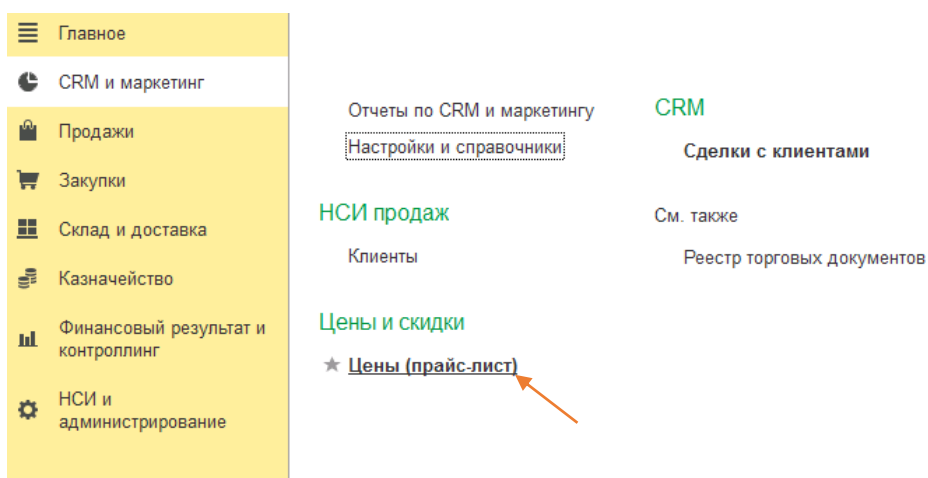 Главное
CRM и маркетинг
Продажи
Закупки
Склад и доставка
Казначейство
Финансовый результат и
контроллинг
НСИ и
администрирование
Отчеты по CRM и маркетингу
Настройки и справочники
НСИ продаж
Клиенты
Цены и скидки
Цены (прайс-лист)
CRM
Сделки с клиентами
См. также
Реестр торговых документов